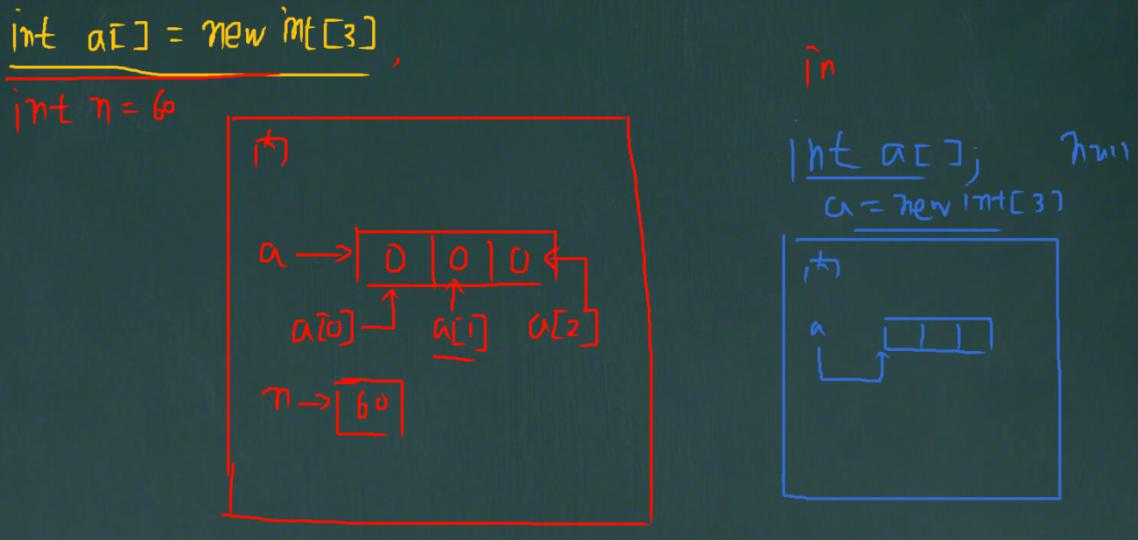 int a[] = new int[3]
int n = 60
内
a
0 0 0
a[0] a[1] a[2]
n
60
in
int a[];
null
a = new int[3]
内
a